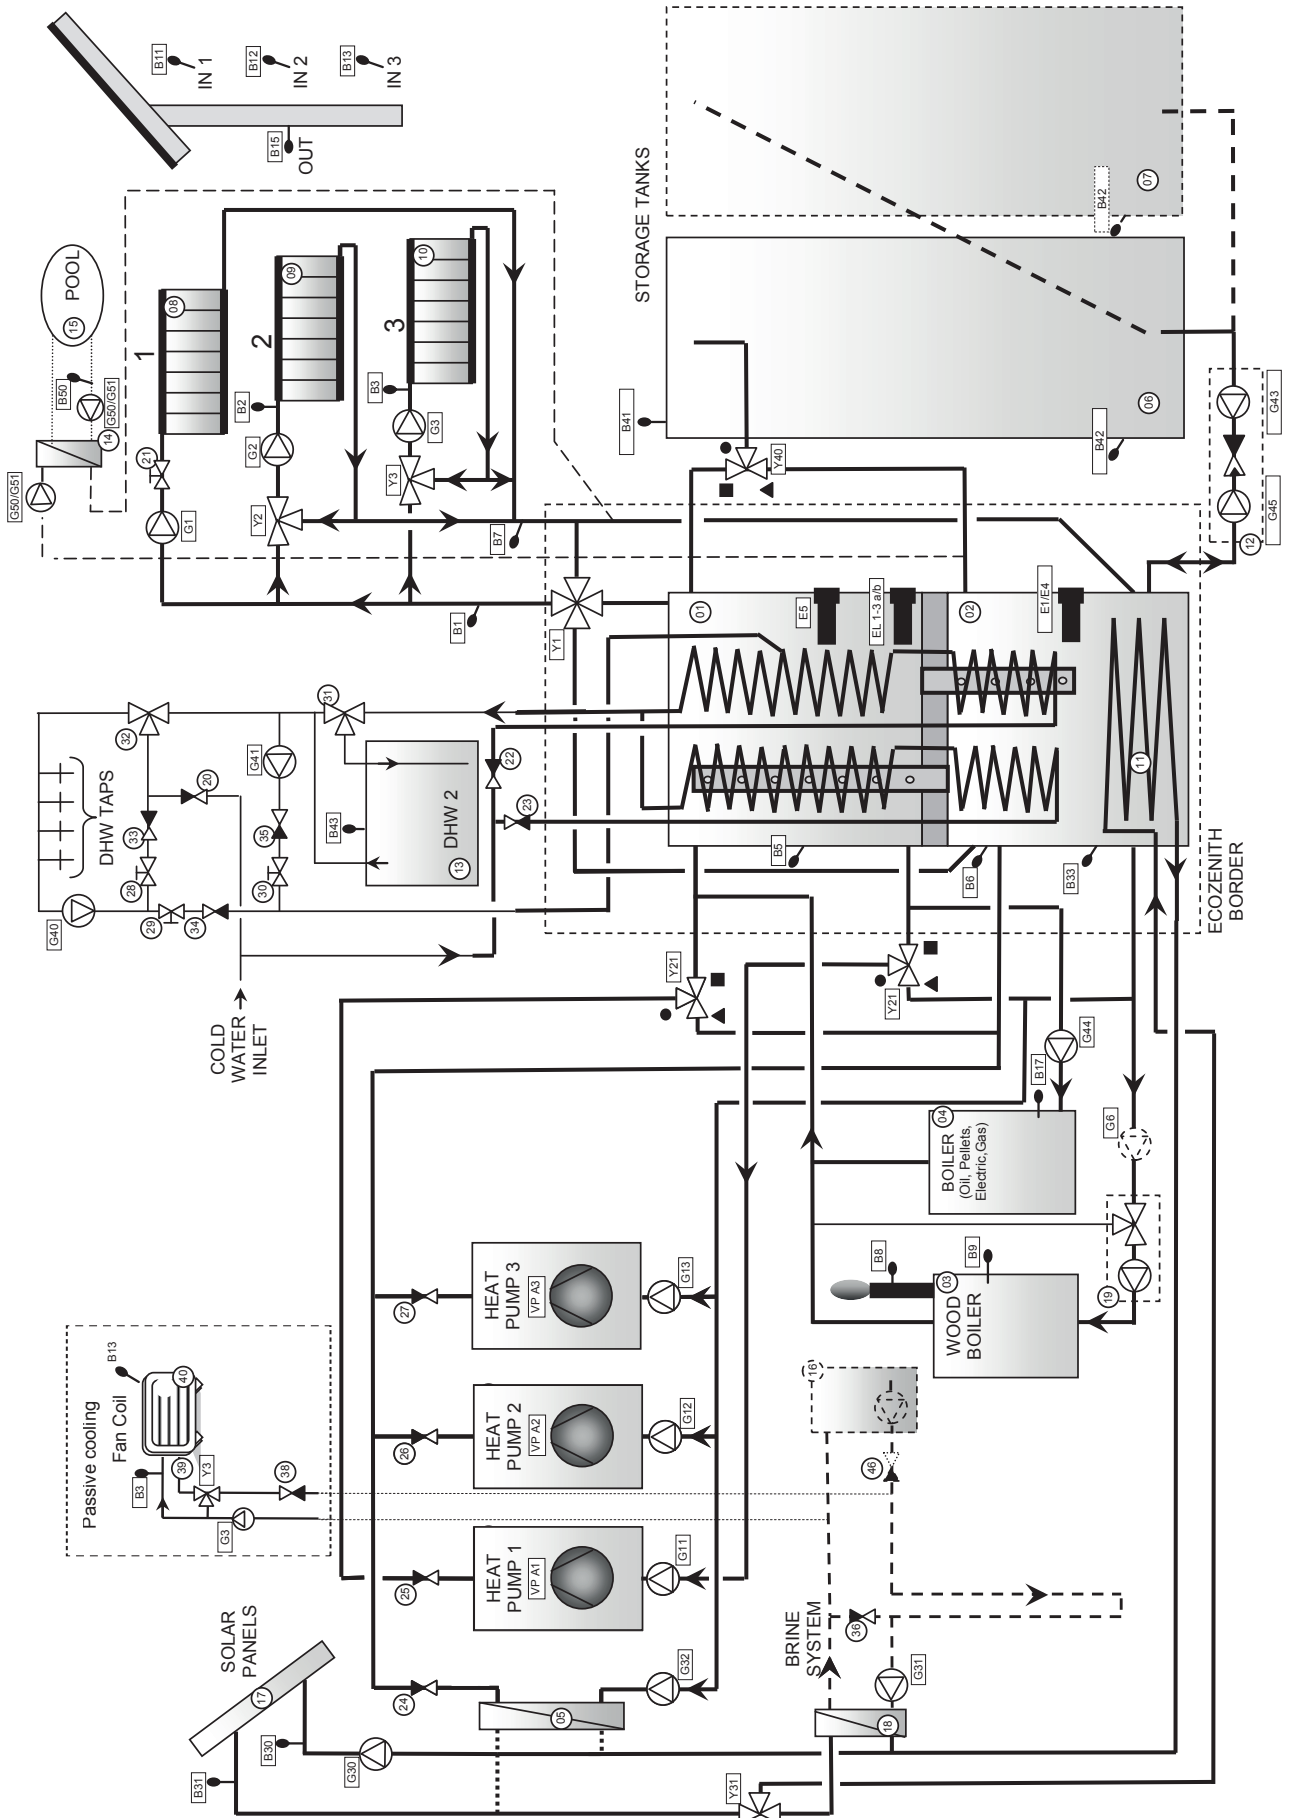 SOLAR
PANELS
17
B31
B30
G30
Y31
24
05
G32
18
G31
36
BRINE
SYSTEM
Passive cooling
Fan Coil
B13
40
39
B3
Y3
G3
38
25
26
27
HEAT
PUMP 1
VP A1
G11
HEAT
PUMP 2
VP A2
G12
HEAT
PUMP 3
VP A3
G13
46
16
WOOD
BOILER
03
B8
B9
19
G6
BOILER
(Oil, Pellets,
Electric,Gas)
04
B17
G44
Y21
Y21
COLD
WATER
INLET
DHW TAPS
G40
29
34
28
33
20
32
30
35
G41
31
DHW 2
B43
13
22
23
ECOZENITH
BORDER
B5
B6
B33
11
01
02
E5
EL 1-3 a/b
E1/E4
Y1
B1
B7
12
G45
G43
G50/G51
G50/G51
B50
14
15
POOL
G1
21
1
08
Y2
G2
B2
2
09
Y3
G3
B3
3
10
STORAGE TANKS
Y40
B41
B42
06
B42
07
B15
OUT
B11
IN 1
B12
IN 2
B13
IN 3